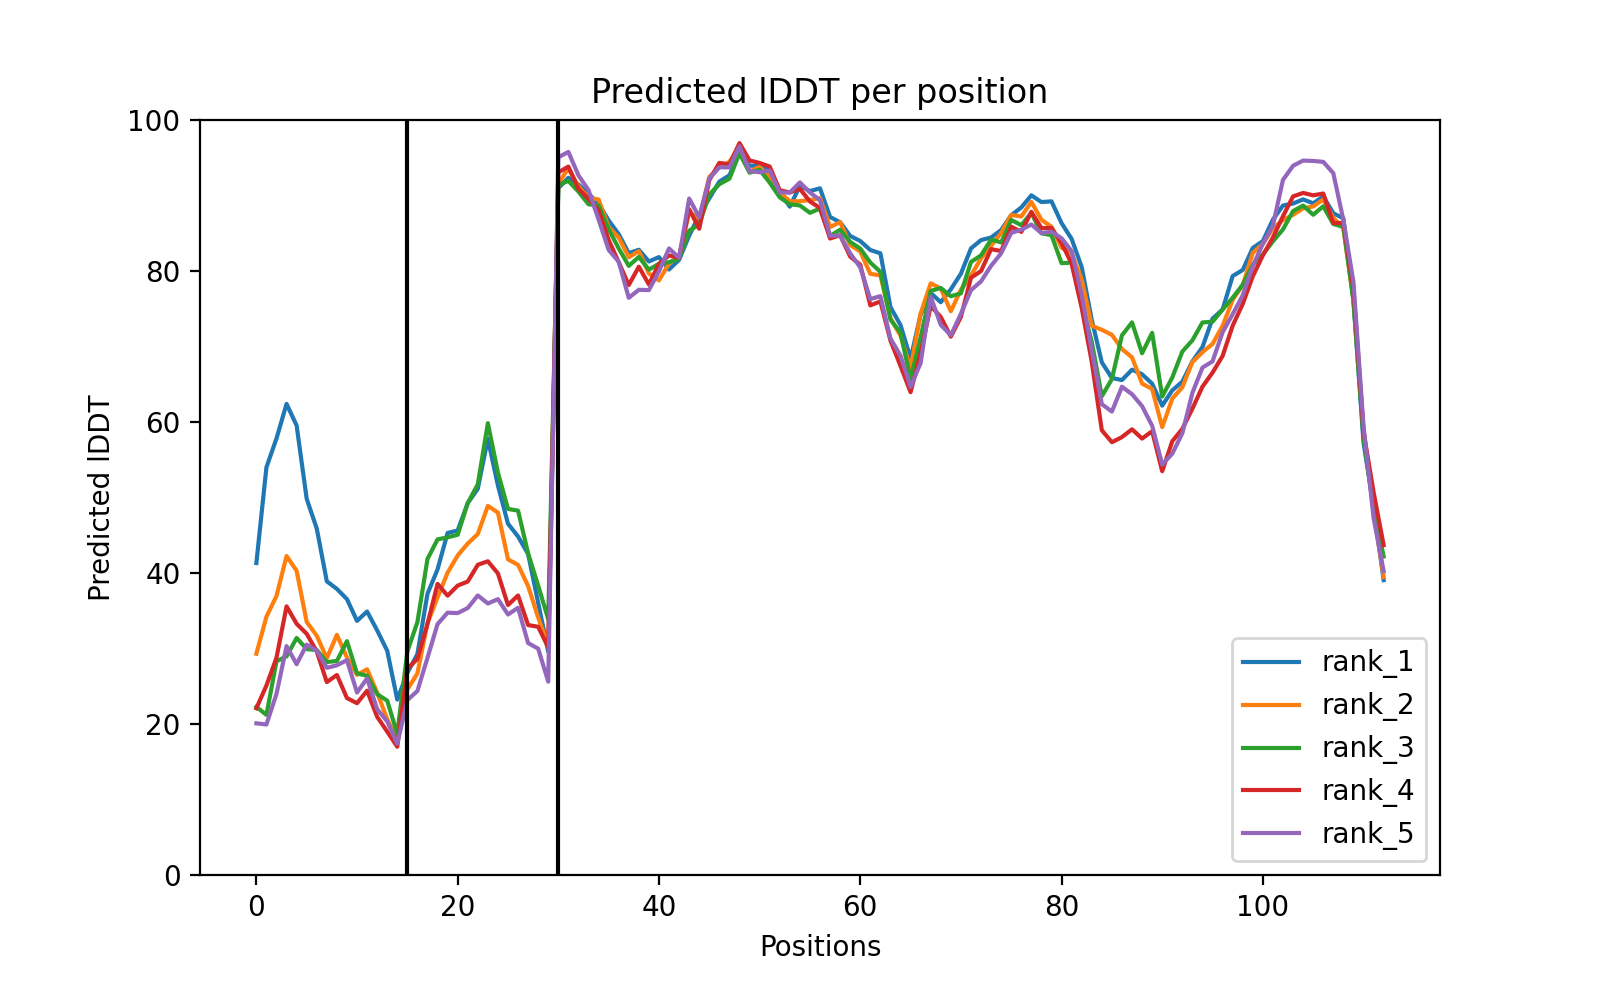 Predicted lDDT per position
100
80
60
40
20
0
Predicted lDDT
0 20 40 60 80 100
Positions
rank_1
rank_2
rank_3
rank_4
rank_5